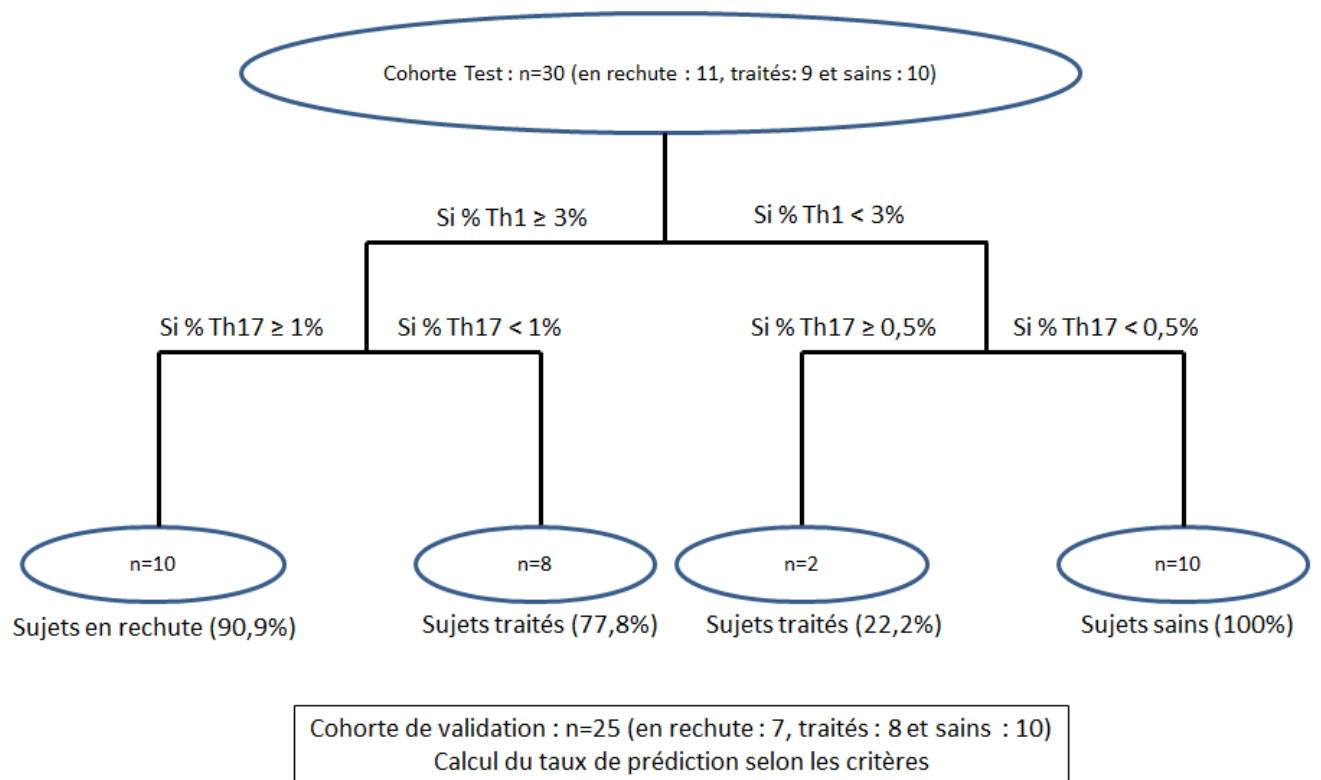 Cohorte Test : n=30 (en rechute : 11, traités: 9 et sains : 10)
Si % Th1 ≥ 3%
Si % Th1 < 3%
Si % Th17 ≥ 1%
Si % Th17 < 1%
Si % Th17 ≥ 0,5%
Si % Th17 < 0,5%
n=10
n=8
n=2
n=10
Sujets en rechute (90,9%)
Sujets traités (77,8%)
Sujets traités (22,2%)
Sujets sains (100%)
Cohorte de validation : n=25 (en rechute : 7, traités : 8 et sains : 10)
Calcul du taux de prédiction selon les critères